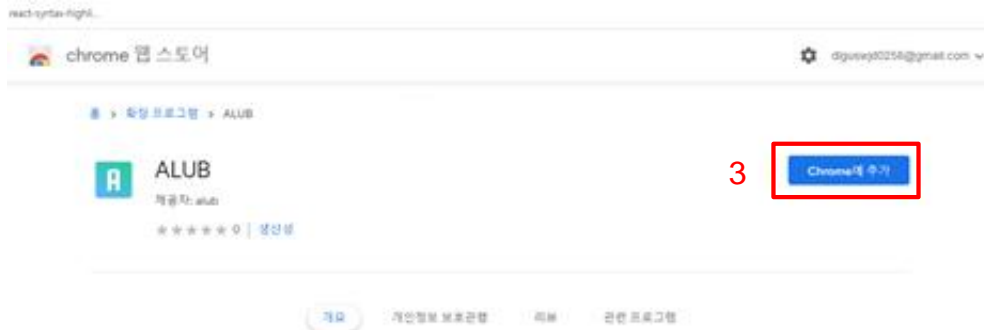 react-syntax-highli...
chrome 웹 스토어
홈 > 확장 프로그램 > ALUB
ALUB
3
Chrome에 추가
제공자: alub
★★★★★ 0 | 생산성
개요 개인정보 보호관행 리뷰 관련 프로그램